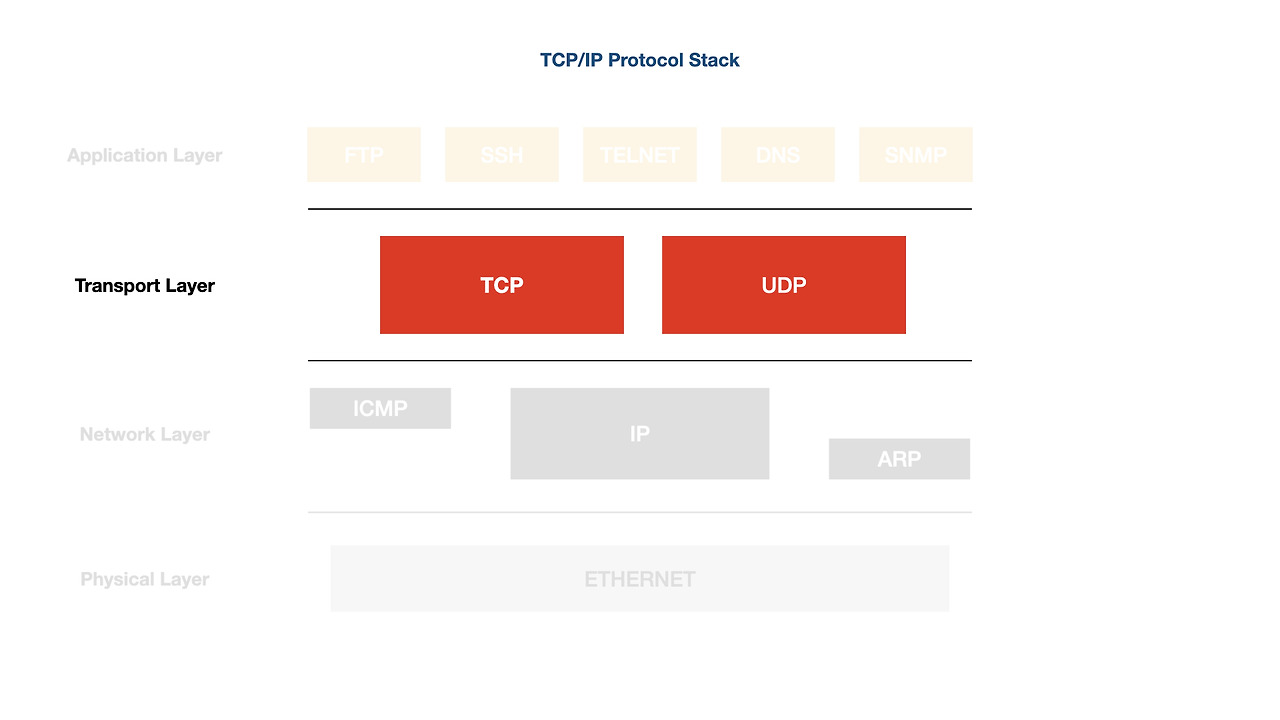 TCP/IP Protocol Stack
Application Layer
FTP
SSH
TELNET
DNS
SNMP
Transport Layer
TCP
UDP
Network Layer
ICMP
IP
ARP
Physical Layer
ETHERNET